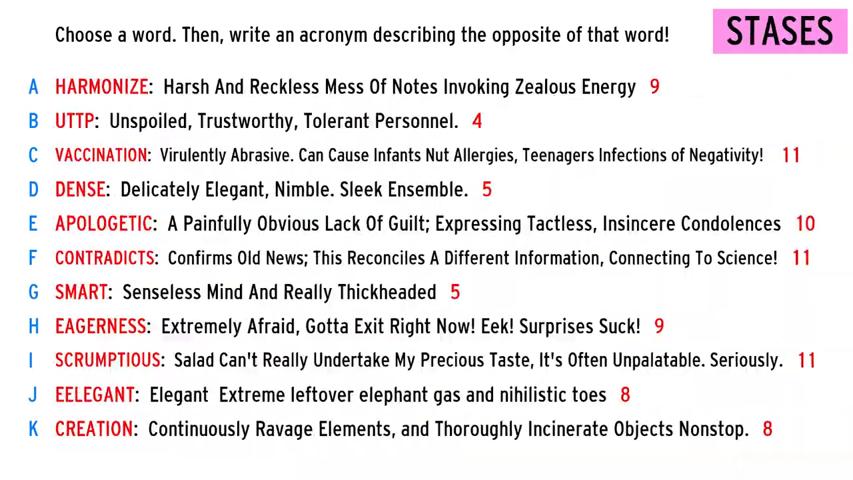 Choose a word. Then, write an acronym describing the opposite of that word!
STASES
A HARMONIZE: Harsh And Reckless Mess Of Notes Invoking Zealous Energy 9
B UTTP: Unspoiled, Trustworthy, Tolerant Personnel. 4
C VACCINATION: Virulently Abrasive. Can Cause Infants Nut Allergies, Teenagers Infections of Negativity! 11
D DENSE: Delicately Elegant, Nimble. Sleek Ensemble. 5
E APOLOGETIC: A Painfully Obvious Lack Of Guilt; Expressing Tactless, Insincere Condolences 10
F CONTRADICTS: Confirms Old News; This Reconciles A Different Information, Connecting To Science! 11
G SMART: Senseless Mind And Really Thickheaded 5
H EAGERNESS: Extremely Afraid, Gotta Exit Right Now! Eek! Surprises Suck! 9
I SCRUMPTIOUS: Salad Can't Really Undertake My Precious Taste, It's Often Unpalatable. Seriously. 11
J EELEGANT: Elegant Extreme leftover elephant gas and nihilistic toes 8
K CREATION: Continuously Ravage Elements, and Thoroughly Incinerate Objects Nonstop. 8